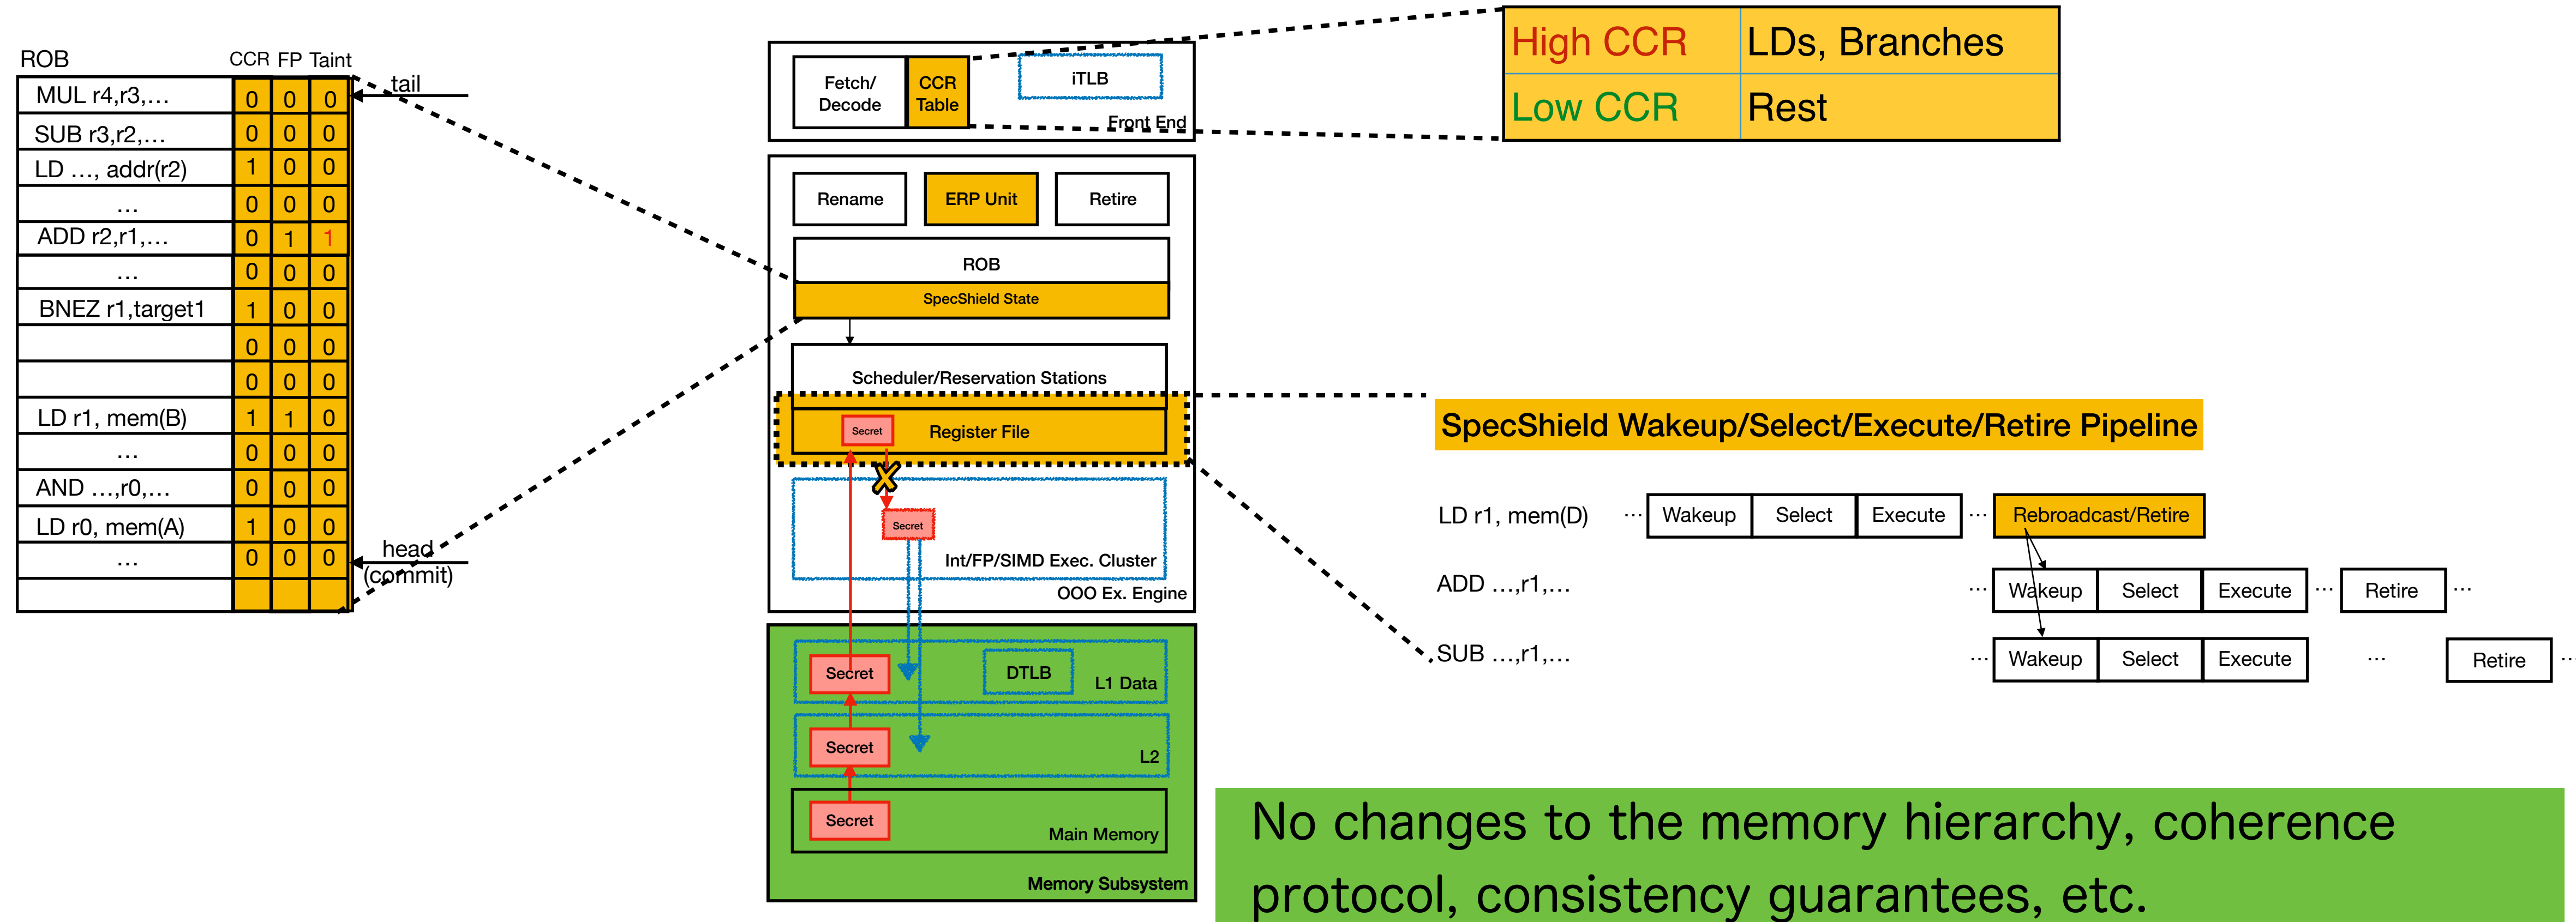 ROB CCR FP Taint
MUL r4,r3,... 0 0 0
tail
SUB r3,r2,... 0 0 0
LD ..., addr(r2) 1 0 0
... 0 0 0
ADD r2,r1,... 0 1 1
... 0 0 0
BNEZ r1,target1 1 0 0
0 0 0
0 0 0
LD r1, mem(B) 1 1 0
... 0 0 0
AND ...,r0,... 0 0 0
LD r0, mem(A) 1 0 0
... 0 0 0
head
(commit)
Fetch/
Decode
CCR
Table
iTLB
Front End
High CCR LDs, Branches
Low CCR Rest
Rename
ERP Unit
Retire
ROB
SpecShield State
Scheduler/Reservation Stations
Secret
Register File
Secret
Int/FP/SIMD Exec. Cluster
OOO Ex. Engine
Secret
DTLB
L1 Data
Secret
L2
Secret
Main Memory
Memory Subsystem
SpecShield Wakeup/Select/Execute/Retire Pipeline
LD r1, mem(D) ... Wakeup Select Execute ... Rebroadcast/Retire
ADD ...,r1,... ... Wakeup Select Execute ... Retire ...
SUB ...,r1,... ... Wakeup Select Execute ... Retire ...
No changes to the memory hierarchy, coherence
protocol, consistency guarantees, etc.